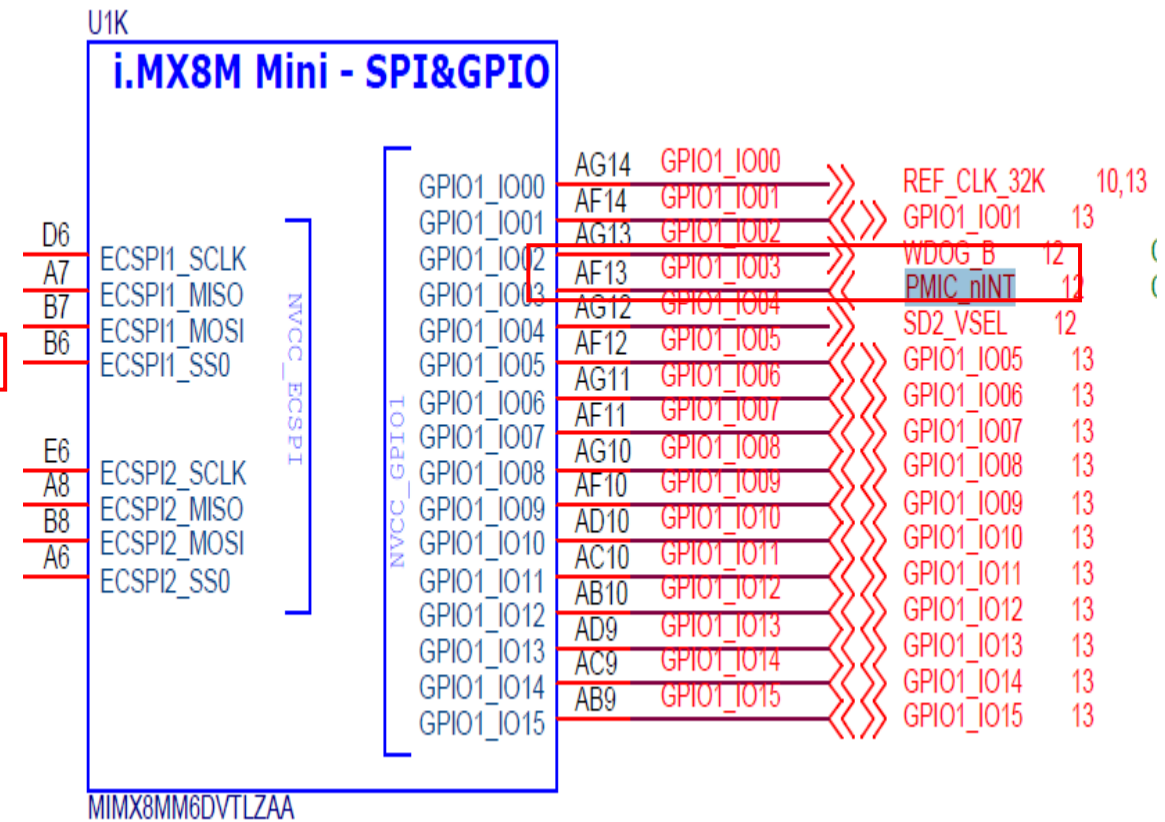 U1K
i.MX8M Mini - SPI&GPIO
D6 ECSPI1_SCLK
A7 ECSPI1_MISO
B7 ECSPI1_MOSI
B6 ECSPI1_SS0
NVCC_ECSPI
E6 ECSPI2_SCLK
A8 ECSPI2_MISO
B8 ECSPI2_MOSI
A6 ECSPI2_SS0
NVCC_GPIO1
GPIO1_IO00 AG14 GPIO1_IO00 REF_CLK_32K 10,13
GPIO1_IO01 AF14 GPIO1_IO01 GPIO1_IO01 13
GPIO1_IO02 AG13 GPIO1_IO02 WDOG_B 12
GPIO1_IO03 AF13 GPIO1_IO03 PMIC_nINT 12
GPIO1_IO04 AG12 GPIO1_IO04 SD2_VSEL 12
GPIO1_IO05 AF12 GPIO1_IO05 GPIO1_IO05 13
GPIO1_IO06 AG11 GPIO1_IO06 GPIO1_IO06 13
GPIO1_IO07 AF11 GPIO1_IO07 GPIO1_IO07 13
GPIO1_IO08 AG10 GPIO1_IO08 GPIO1_IO08 13
GPIO1_IO09 AF10 GPIO1_IO09 GPIO1_IO09 13
GPIO1_IO10 AD10 GPIO1_IO10 GPIO1_IO10 13
GPIO1_IO11 AC10 GPIO1_IO11 GPIO1_IO11 13
GPIO1_IO12 AB10 GPIO1_IO12 GPIO1_IO12 13
GPIO1_IO13 AD9 GPIO1_IO13 GPIO1_IO13 13
GPIO1_IO14 AC9 GPIO1_IO14 GPIO1_IO14 13
GPIO1_IO15 AB9 GPIO1_IO15 GPIO1_IO15 13
MIMX8MM6DVTLZAA